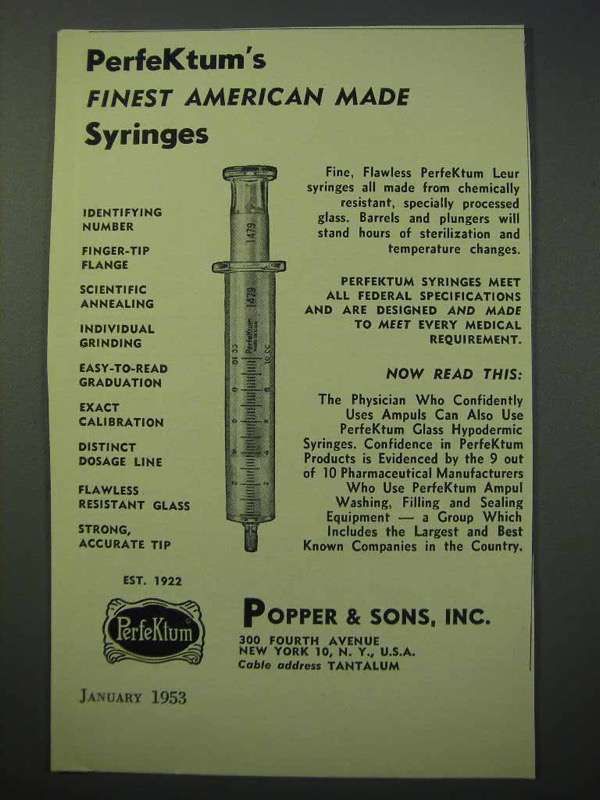 PerfeKtum's
FINEST AMERICAN MADE
Syringes
IDENTIFYING
NUMBER
FINGER-TIP
FLANGE
SCIENTIFIC
ANNEALING
INDIVIDUAL
GRINDING
EASY-TO-READ
GRADUATION
EXACT
CALIBRATION
DISTINCT
DOSAGE LINE
FLAWLESS
RESISTANT GLASS
STRONG,
ACCURATE TIP
1479
1479
PerfeKtum
10 CC
Fine, Flawless PerfeKtum Leur
syringes all made from chemically
resistant, specially processed
glass. Barrels and plungers will
stand hours of sterilization and
temperature changes.
PERFEKTUM SYRINGES MEET
ALL FEDERAL SPECIFICATIONS
AND ARE DESIGNED AND MADE
TO MEET EVERY MEDICAL
REQUIREMENT.
NOW READ THIS:
The Physician Who Confidently
Uses Ampuls Can Also Use
PerfeKtum Glass Hypodermic
Syringes. Confidence in PerfeKtum
Products is Evidenced by the 9 out
of 10 Pharmaceutical Manufacturers
Who Use PerfeKtum Ampul
Washing, Filling and Sealing
Equipment — a Group Which
Includes the Largest and Best
Known Companies in the Country.
EST. 1922
PerfeKtum
POPPER & SONS, INC.
300 FOURTH AVENUE
NEW YORK 10, N. Y., U.S.A.
Cable address TANTALUM
JANUARY 1953